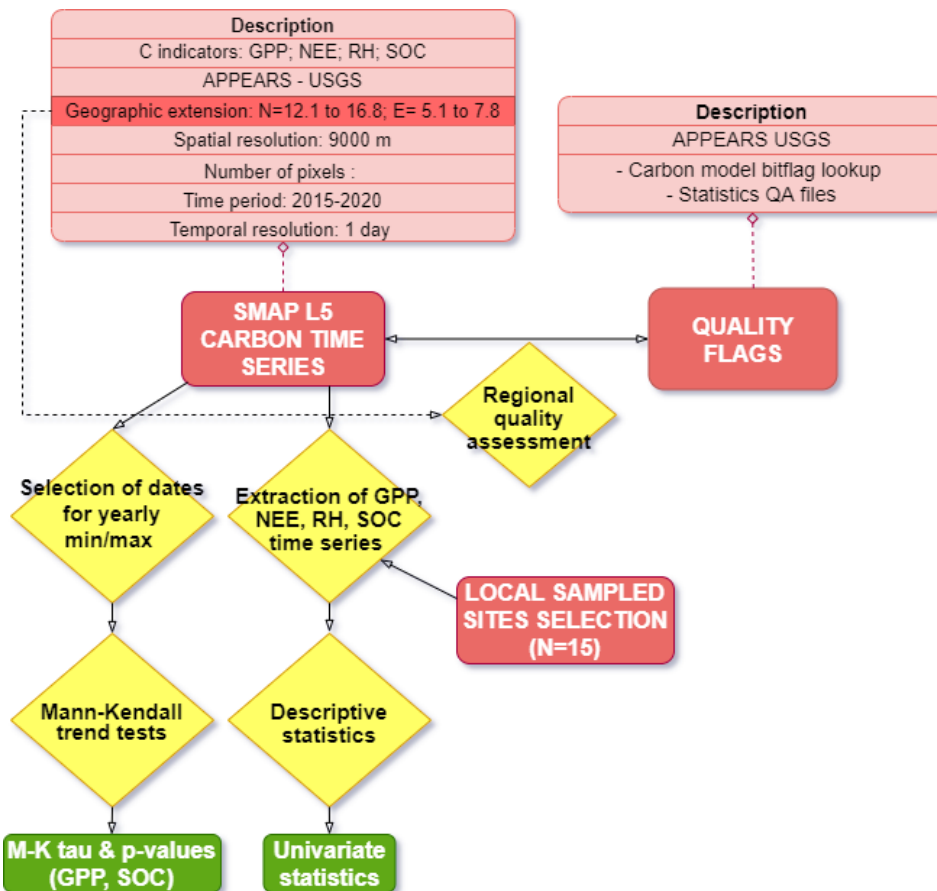 Description
C indicators: GPP; NEE; RH; SOC
APPEARS - USGS
Geographic extension: N=12.1 to 16.8; E= 5.1 to 7.8
Spatial resolution: 9000 m
Number of pixels :
Time period: 2015-2020
Temporal resolution: 1 day
Description
APPEARS USGS
- Carbon model bitflag lookup
- Statistics QA files
SMAP L5
CARBON TIME
SERIES
QUALITY
FLAGS
Regional
quality
assessment
Selection of dates
for yearly
min/max
Extraction of GPP,
NEE, RH, SOC
time series
LOCAL SAMPLED
SITES SELECTION
(N=15)
Mann-Kendall
trend tests
Descriptive
statistics
M-K tau & p-values
(GPP, SOC)
Univariate
statistics